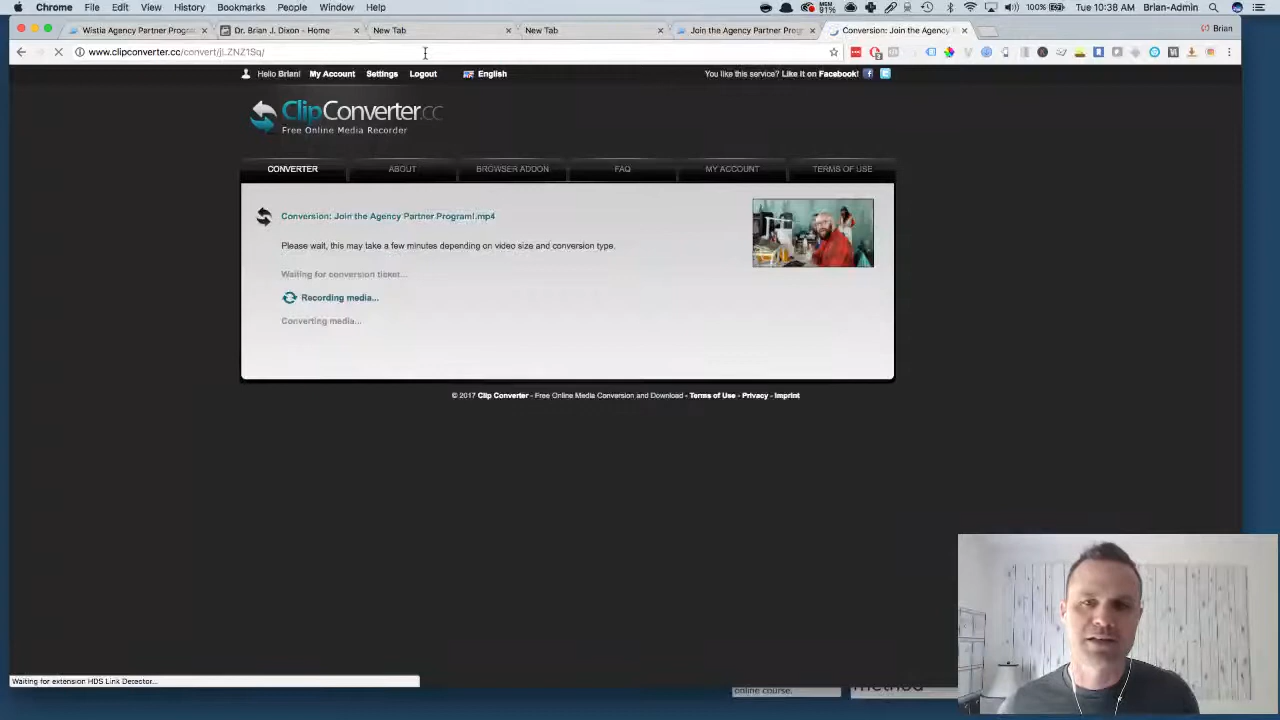 Chrome File Edit View History Bookmarks People Window Help 91% 100% Tue 10:38 AM Brian-Admin
Wistia Agency Partner Progra Dr. Brian J. Dixon - Home New Tab New Tab Join the Agency Partner Progr Conversion: Join the Agency Brian
www.clipconverter.cc/convert/
Hello Brian! My Account Settings Logout English You like this service? Like it on Facebook!
ClipConverter.cc
Free Online Media Recorder
CONVERTER ABOUT BROWSER ADDON FAQ MY ACCOUNT TERMS OF USE
Conversion: Join the Agency Partner Program!.mp4
Please wait, this may take a few minutes depending on video size and conversion type.
Waiting for conversion ticket...
Recording media...
Converting media...
© 2017 Clip Converter - Free Online Media Conversion and Download - Terms of Use - Privacy - Imprint
Waiting for extension HDS Link Detector...
online course.
method